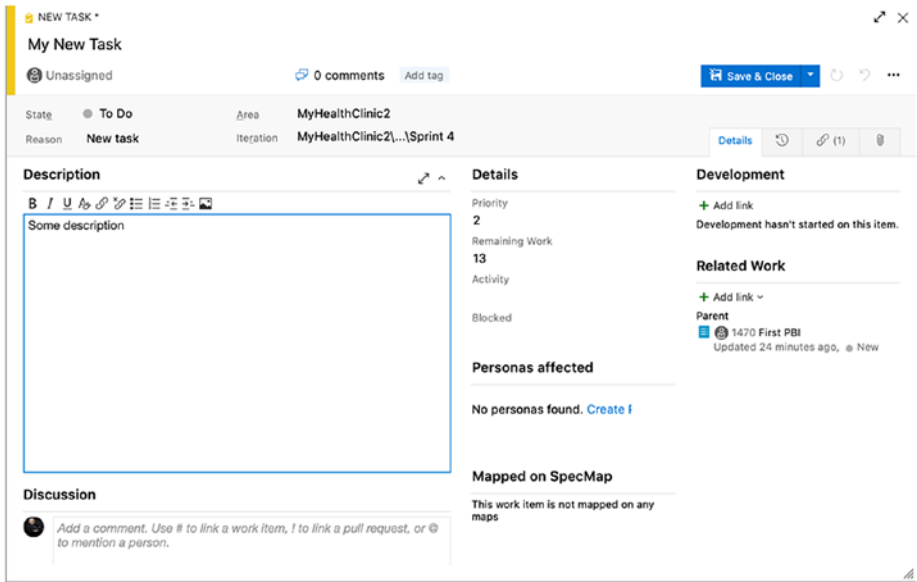 NEW TASK *
My New Task
Unassigned
0 comments
Add tag
Save & Close
State
To Do
Area
MyHealthClinic2
Reason
New task
Iteration
MyHealthClinic2\...\Sprint 4
Details
(1)
Description
Details
Development
B I U
Priority
+ Add link
Some description
2
Development hasn't started on this item.
Remaining Work
13
Related Work
Activity
+ Add link
Blocked
Parent
1470 First PBI
Updated 24 minutes ago, New
Personas affected
No personas found. Create
Mapped on SpecMap
This work item is not mapped on any
maps
Discussion
Add a comment. Use # to link a work item, ! to link a pull request, or @
to mention a person.